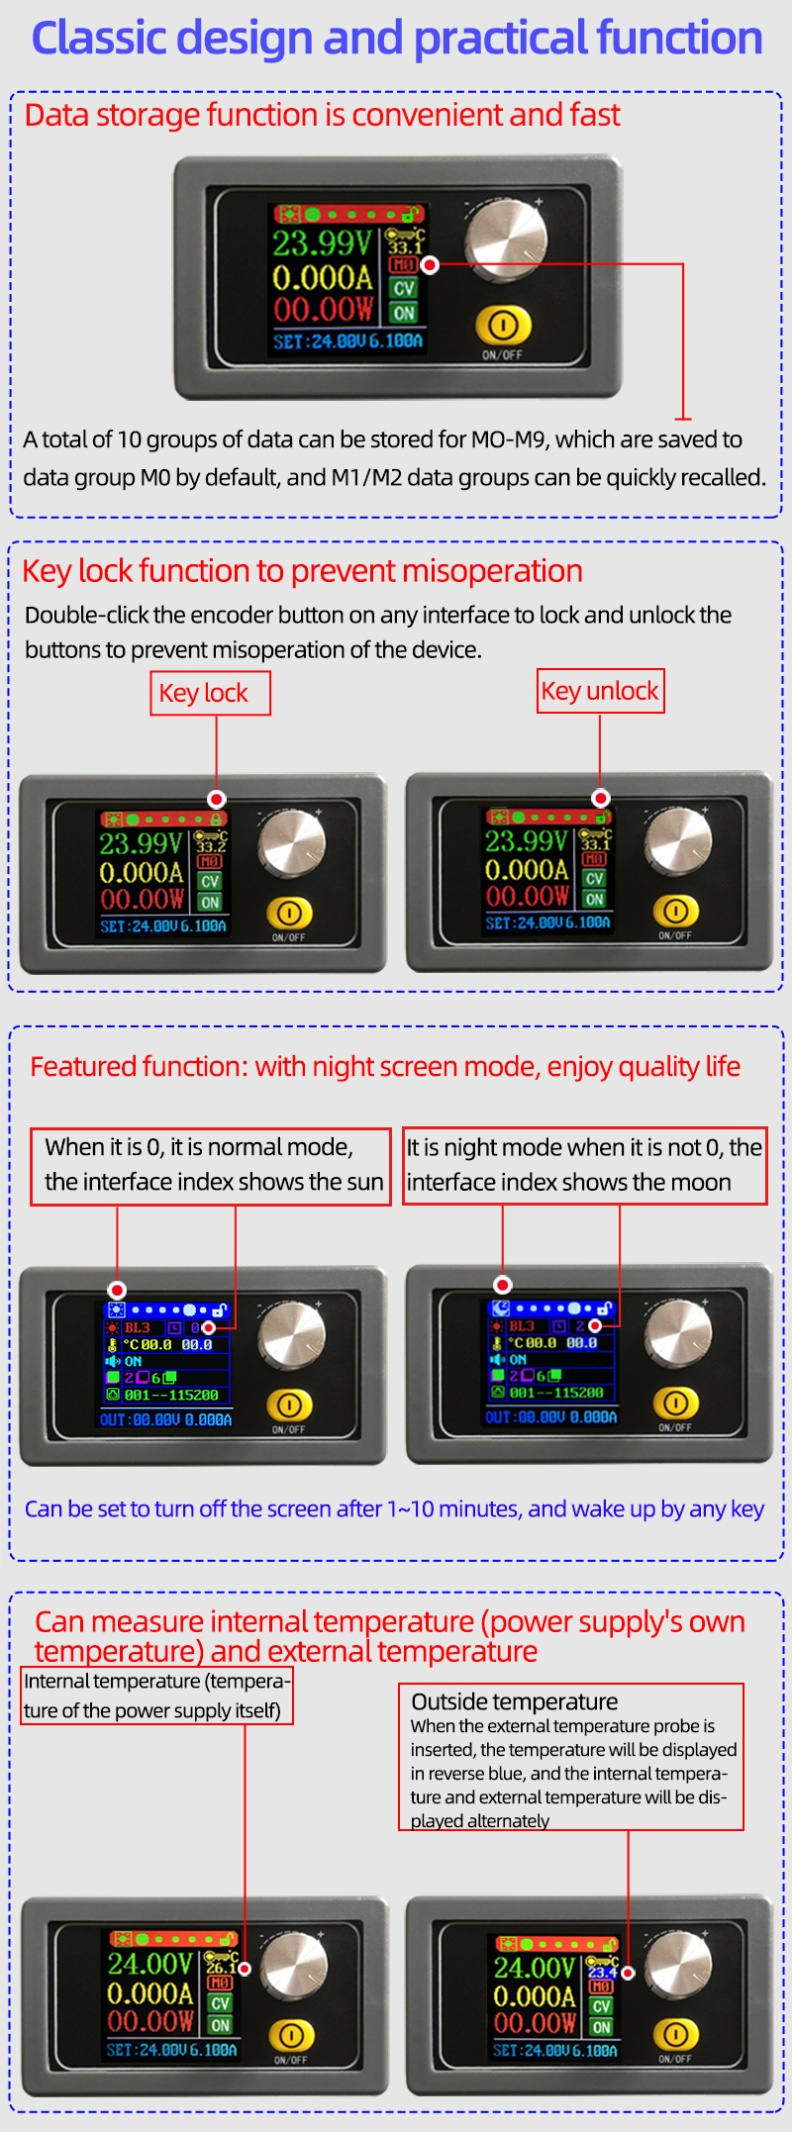 Classic design and practical function
Data storage function is convenient and fast
- +
23.99V
°C
33.1
M0
0.000A
CV
00.00W
ON
SET:24.00V 6.100A
ON/OFF
A total of 10 groups of data can be stored for MO-M9, which are saved to
data group M0 by default, and M1/M2 data groups can be quickly recalled.
Key lock function to prevent misoperation
Double-click the encoder button on any interface to lock and unlock the
buttons to prevent misoperation of the device.
Key lock
Key unlock
- +
23.99V
°C
33.2
M0
0.000A
CV
00.00W
ON
SET:24.00V 6.100A
ON/OFF
- +
23.99V
°C
33.1
M0
0.000A
CV
00.00W
ON
SET:24.00V 6.100A
ON/OFF
Featured function: with night screen mode, enjoy quality life
When it is 0, it is normal mode,
the interface index shows the sun
It is night mode when it is not 0, the
interface index shows the moon
- +
BL3 0
°C 00.0 00.0
ON
2 6
001--115200
OUT:00.00V 0.000A
ON/OFF
- +
BL3 2
°C 00.0 00.0
ON
2 6
001--115200
OUT:00.00V 0.000A
ON/OFF
Can be set to turn off the screen after 1~10 minutes, and wake up by any key
Can measure internal temperature (power supply's own
temperature) and external temperature
Internal temperature (tempera-
ture of the power supply itself)
Outside temperature
When the external temperature probe is
inserted, the temperature will be displayed
in reverse blue, and the internal tempera-
ture and external temperature will be dis-
played alternately
- +
24.00V
°C
26.1
M0
0.000A
CV
00.00W
ON
SET:24.00V 6.100A
ON/OFF
- +
24.00V
°C
23.4
M0
0.000A
CV
00.00W
ON
SET:24.00V 6.100A
ON/OFF